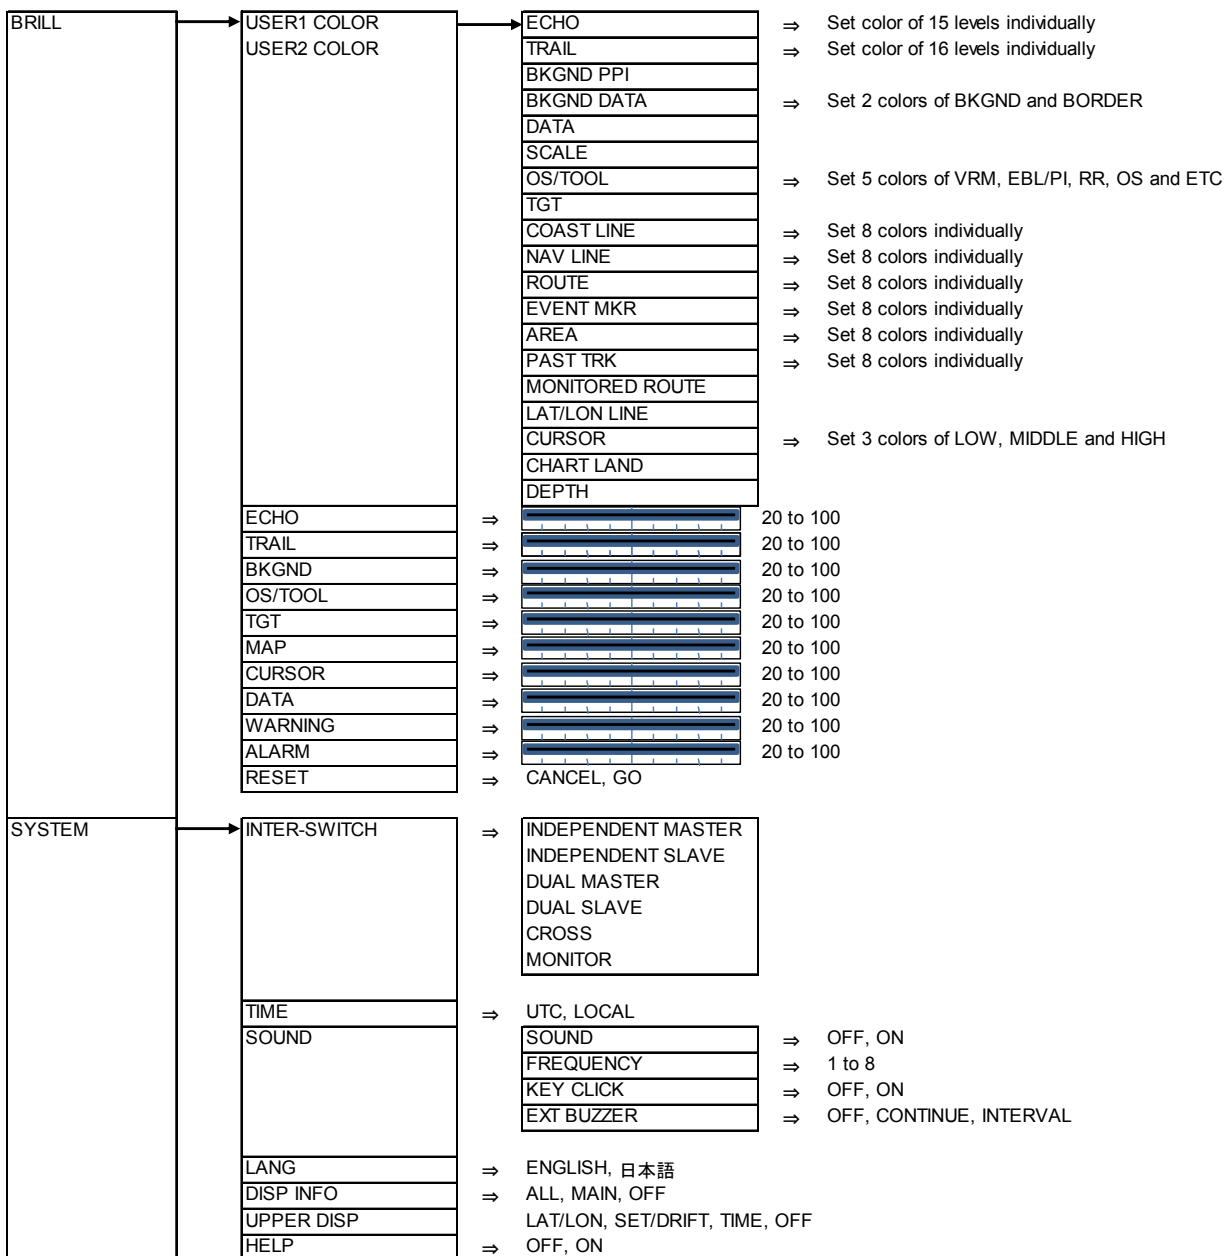 BRILL USER1 COLOR ECHO ⇒ Set color of 15 levels individually
USER2 COLOR TRAIL ⇒ Set color of 16 levels individually
BKGND PPI
BKGND DATA ⇒ Set 2 colors of BKGND and BORDER
DATA
SCALE
OS/TOOL ⇒ Set 5 colors of VRM, EBL/PI, RR, OS and ETC
TGT
COAST LINE ⇒ Set 8 colors individually
NAV LINE ⇒ Set 8 colors individually
ROUTE ⇒ Set 8 colors individually
EVENT MKR ⇒ Set 8 colors individually
AREA ⇒ Set 8 colors individually
PAST TRK ⇒ Set 8 colors individually
MONITORED ROUTE
LAT/LON LINE
CURSOR ⇒ Set 3 colors of LOW, MIDDLE and HIGH
CHART LAND
DEPTH
ECHO ⇒ 20 to 100
TRAIL ⇒ 20 to 100
BKGND ⇒ 20 to 100
OS/TOOL ⇒ 20 to 100
TGT ⇒ 20 to 100
MAP ⇒ 20 to 100
CURSOR ⇒ 20 to 100
DATA ⇒ 20 to 100
WARNING ⇒ 20 to 100
ALARM ⇒ 20 to 100
RESET ⇒ CANCEL, GO
SYSTEM INTER-SWITCH ⇒ INDEPENDENT MASTER
INDEPENDENT SLAVE
DUAL MASTER
DUAL SLAVE
CROSS
MONITOR
TIME ⇒ UTC, LOCAL
SOUND SOUND ⇒ OFF, ON
FREQUENCY ⇒ 1 to 8
KEY CLICK ⇒ OFF, ON
EXT BUZZER ⇒ OFF, CONTINUE, INTERVAL
LANG ⇒ ENGLISH, 日本語
DISP INFO ⇒ ALL, MAIN, OFF
UPPER DISP LAT/LON, SET/DRIFT, TIME, OFF
HELP ⇒ OFF, ON